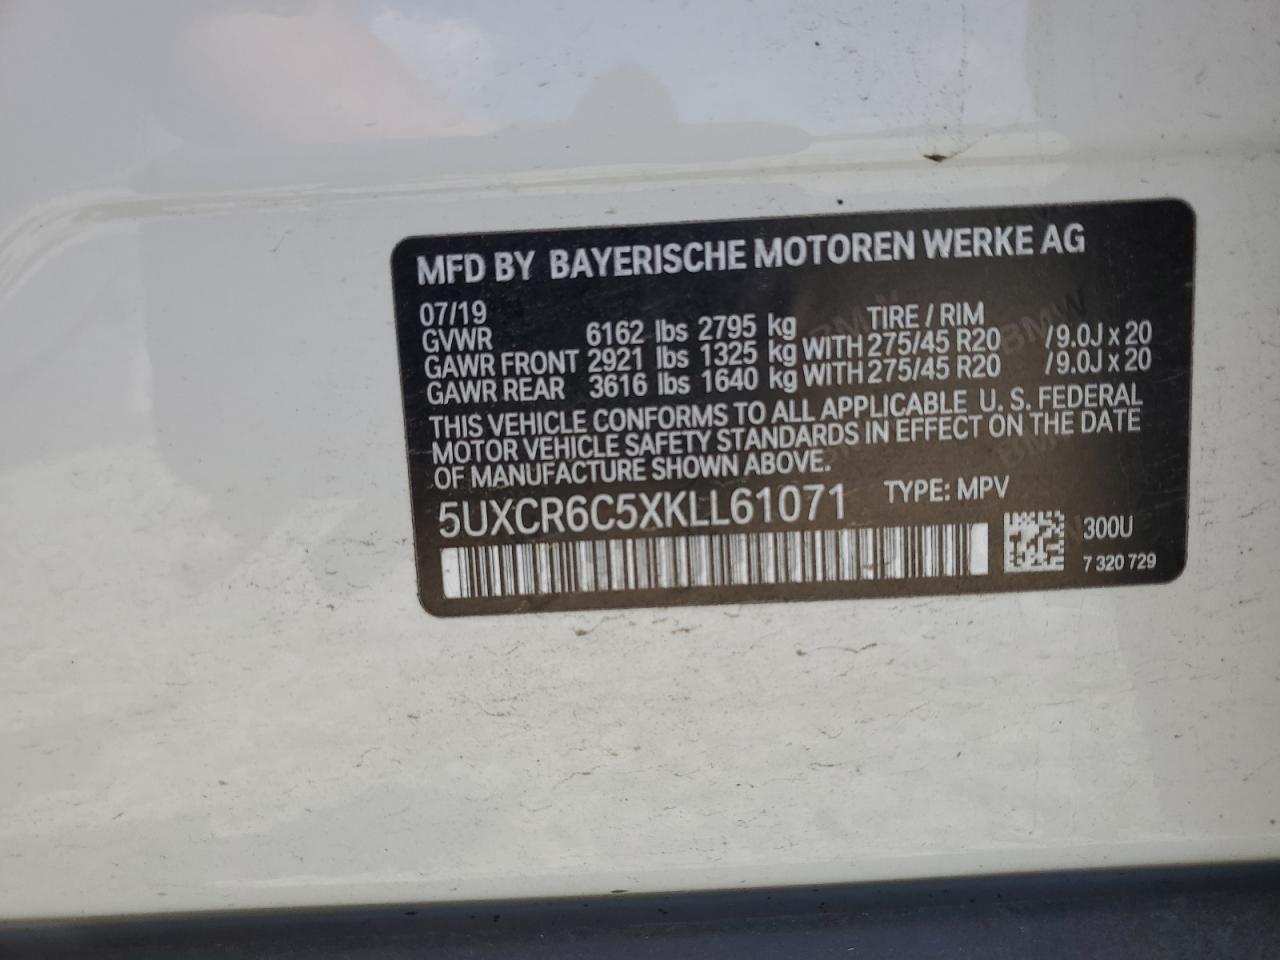 MFD BY BAYERISCHE MOTOREN WERKE AG
07/19 TIRE / RIM
GVWR 6162 lbs 2795 kg
GAWR FRONT 2921 lbs 1325 kg WITH 275/45 R20 /9.0J x 20
GAWR REAR 3616 lbs 1640 kg WITH 275/45 R20 /9.0J x 20
THIS VEHICLE CONFORMS TO ALL APPLICABLE U. S. FEDERAL
MOTOR VEHICLE SAFETY STANDARDS IN EFFECT ON THE DATE
OF MANUFACTURE SHOWN ABOVE.
5UXCR6C5XKLL61071 TYPE: MPV
300U
7 320 729
BMW
BMW
BMW